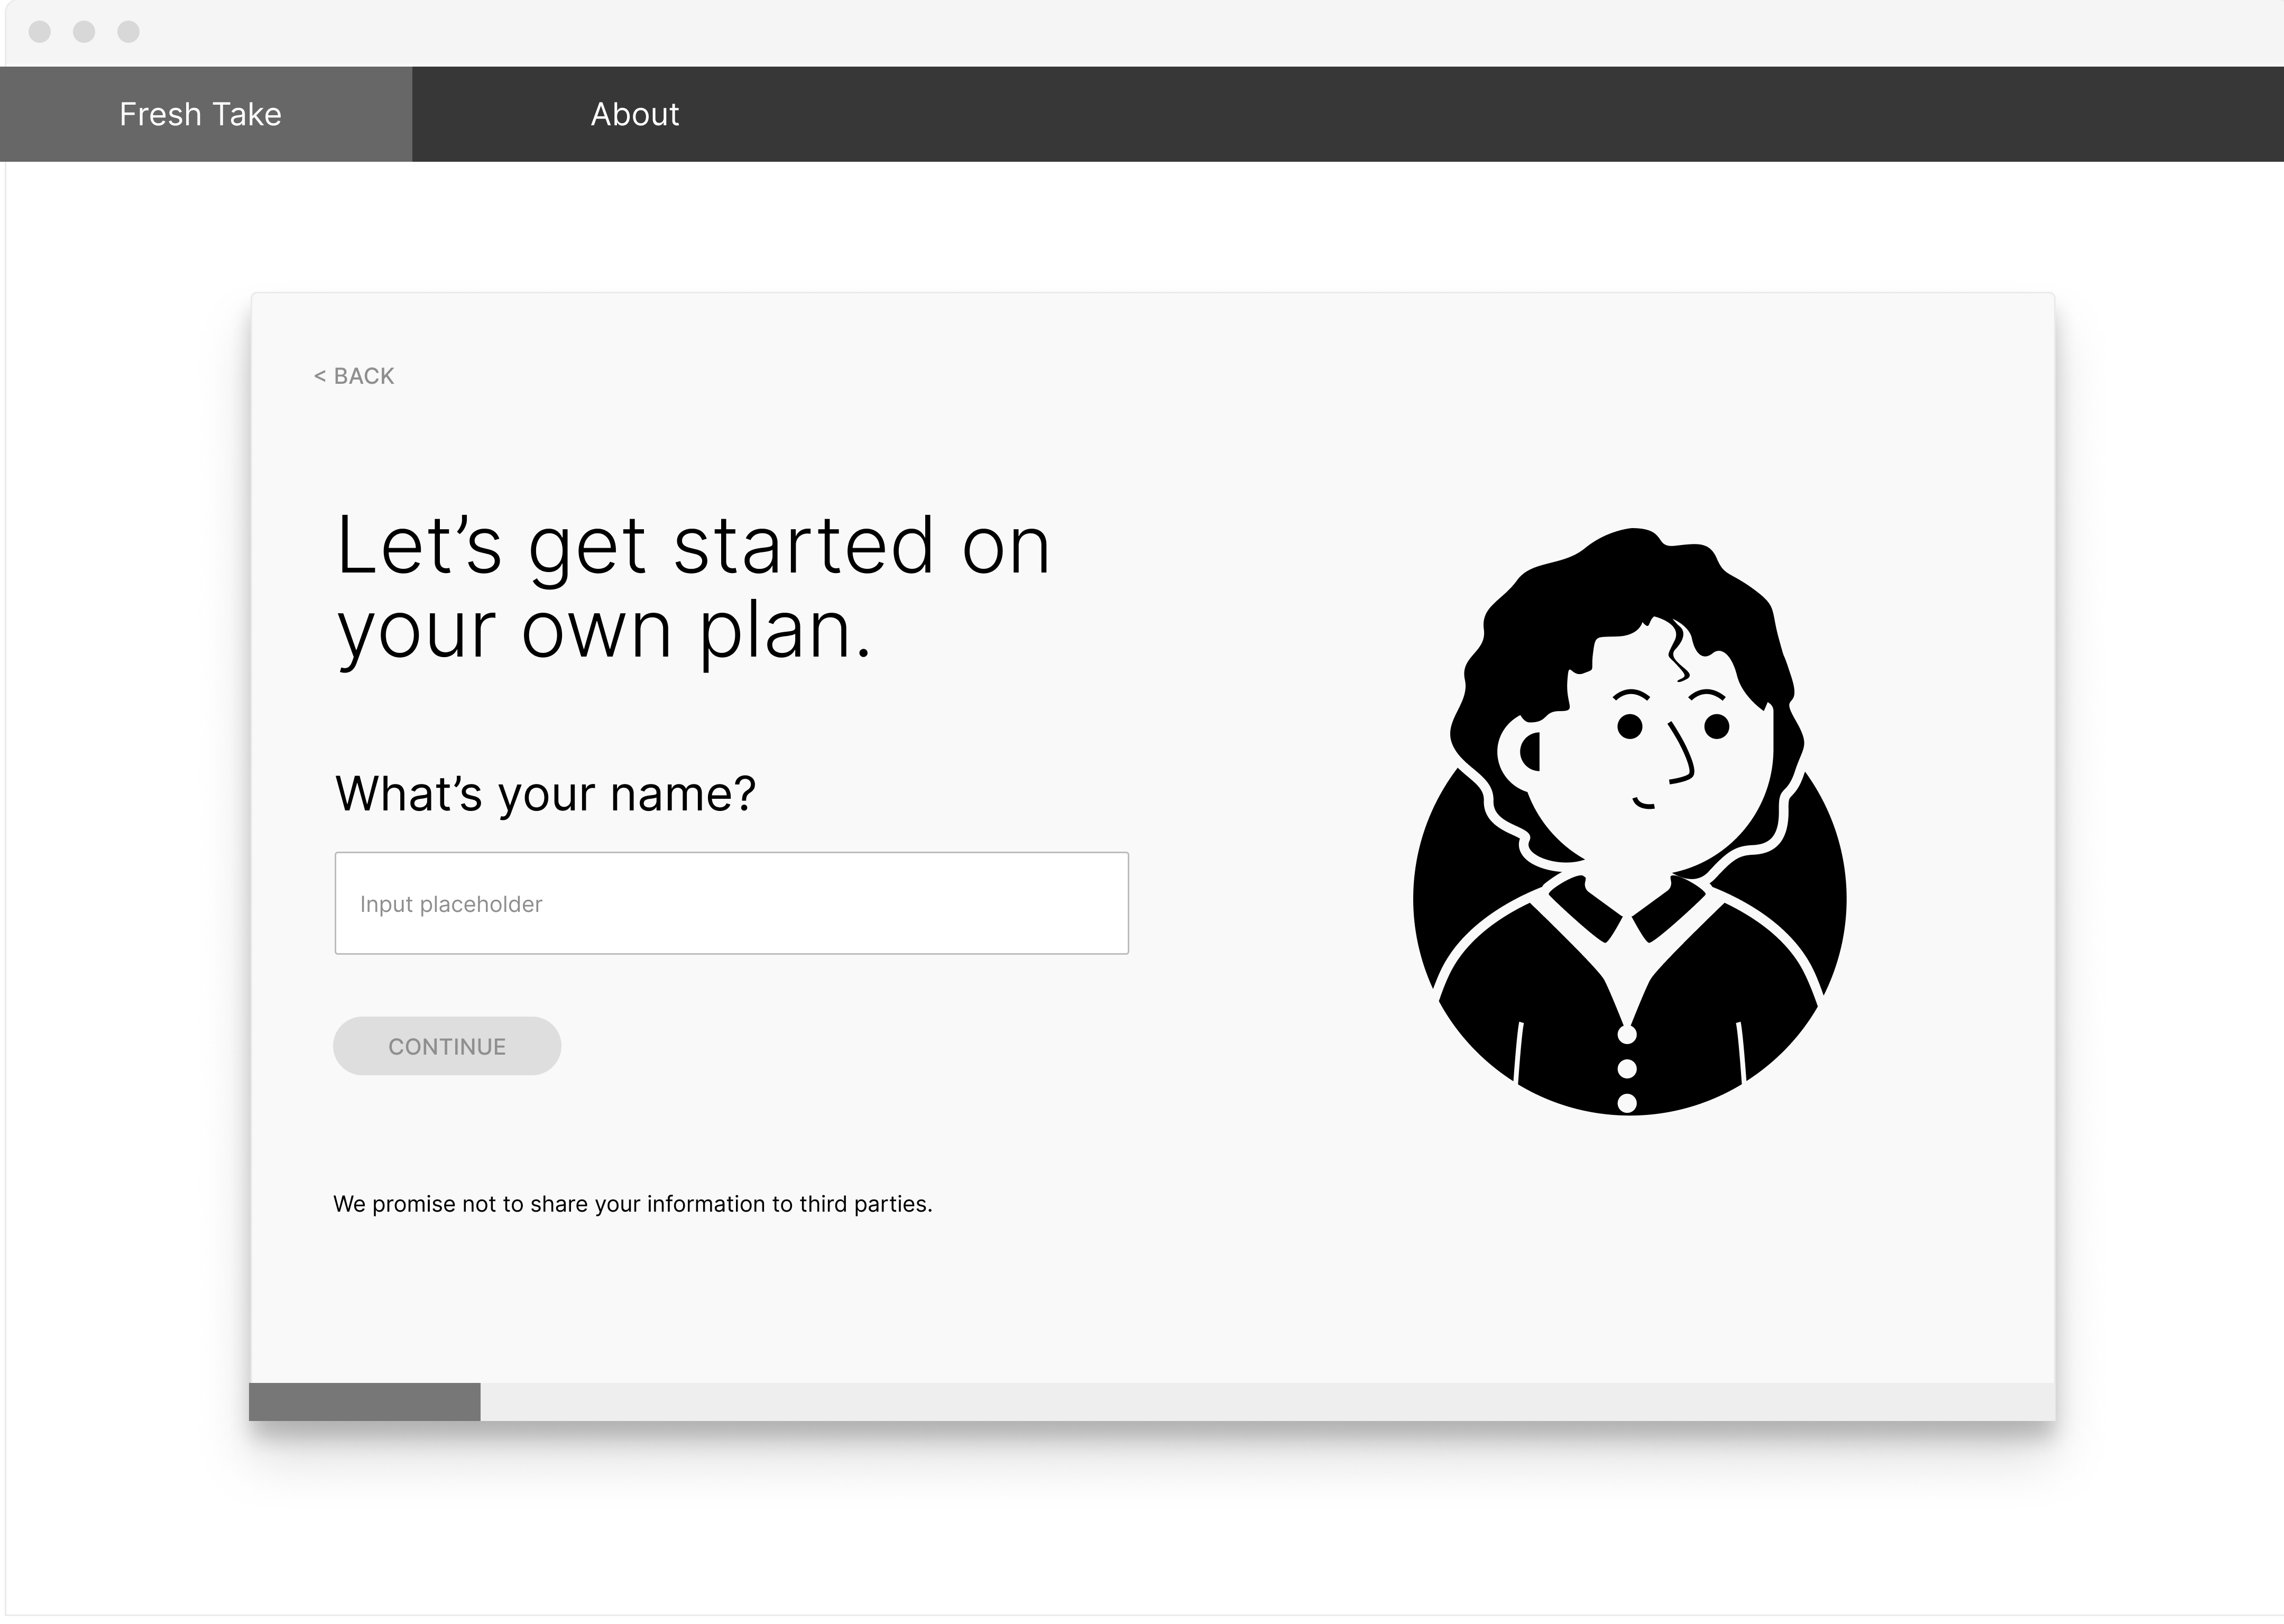 Fresh Take
About
< BACK
Let’s get started on
your own plan.
What’s your name?
Input placeholder
CONTINUE
We promise not to share your information to third parties.